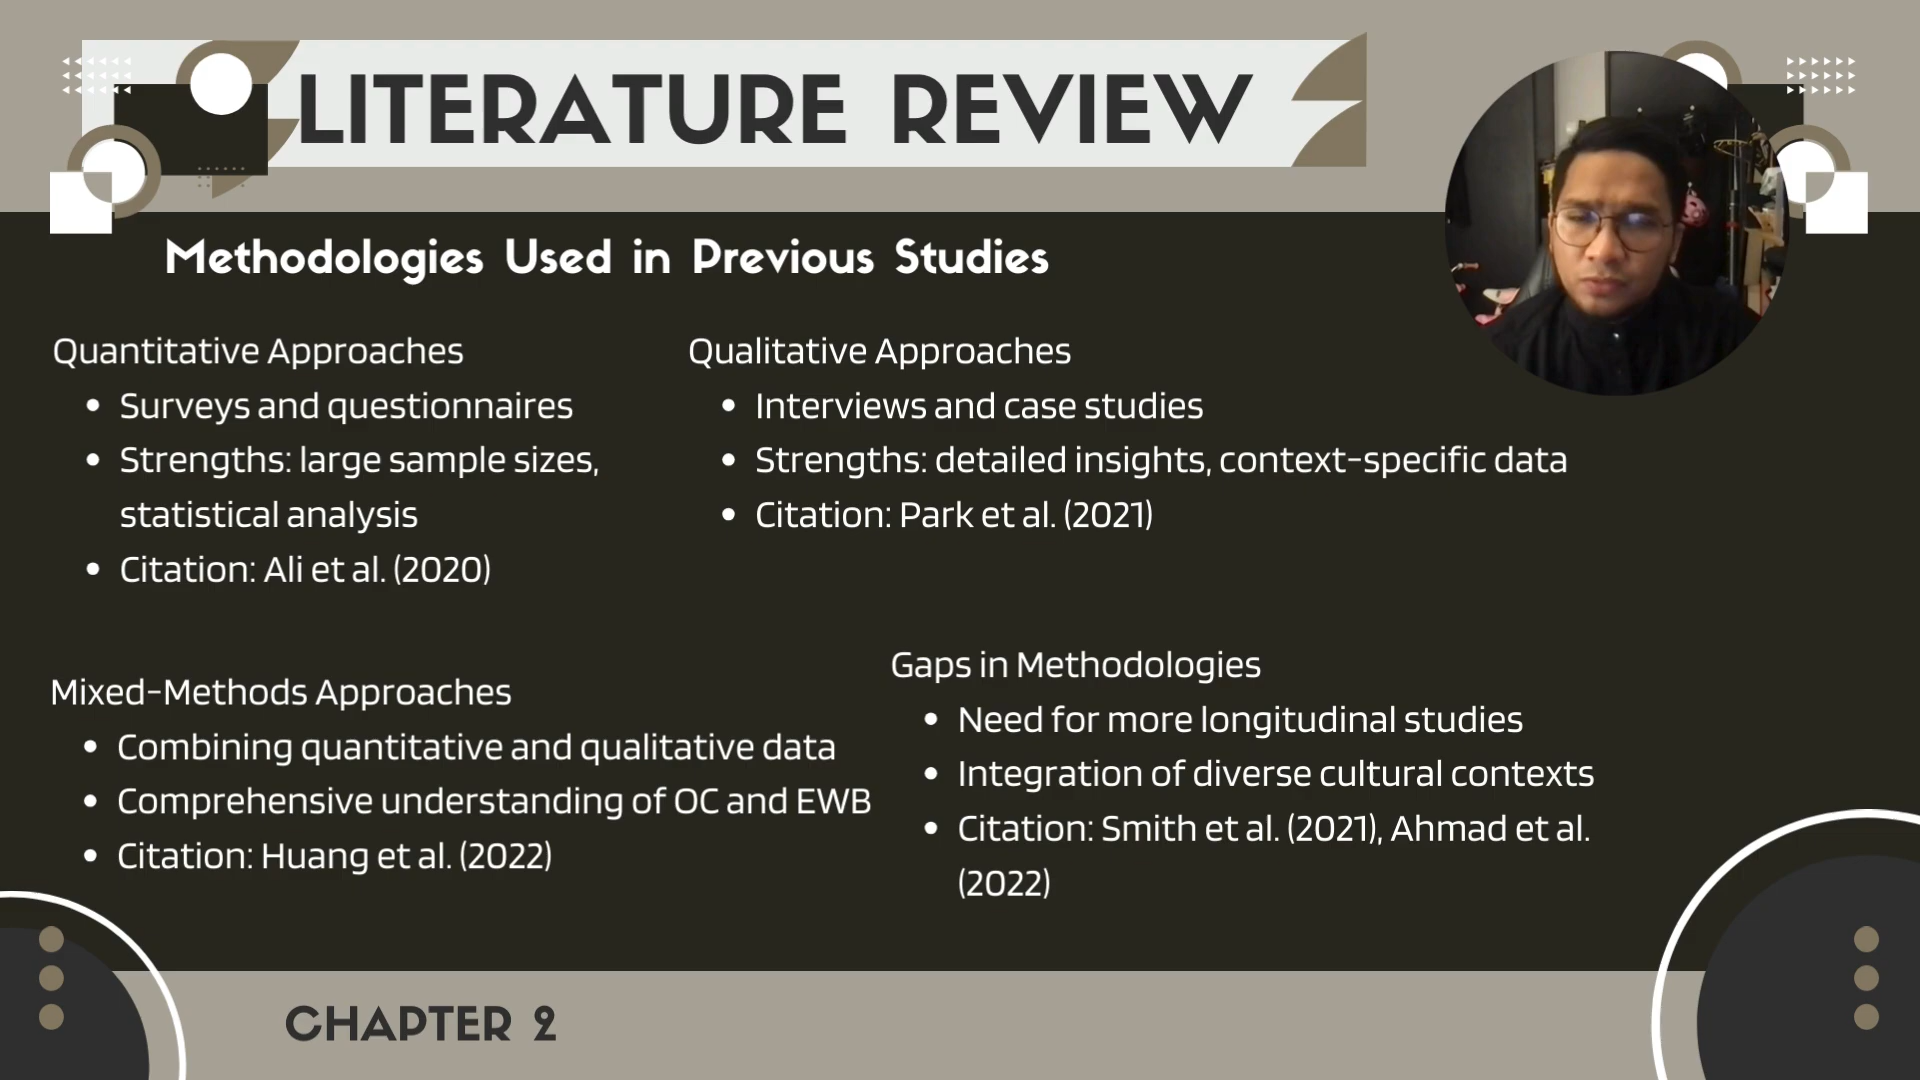 LITERATURE REVIEW
Methodologies Used in Previous Studies
Quantitative Approaches
• Surveys and questionnaires
• Strengths: large sample sizes,
statistical analysis
• Citation: Ali et al. (2020)
Qualitative Approaches
• Interviews and case studies
• Strengths: detailed insights, context-specific data
• Citation: Park et al. (2021)
Mixed-Methods Approaches
• Combining quantitative and qualitative data
• Comprehensive understanding of OC and EWB
• Citation: Huang et al. (2022)
Gaps in Methodologies
• Need for more longitudinal studies
• Integration of diverse cultural contexts
• Citation: Smith et al. (2021), Ahmad et al.
(2022)
CHAPTER 2